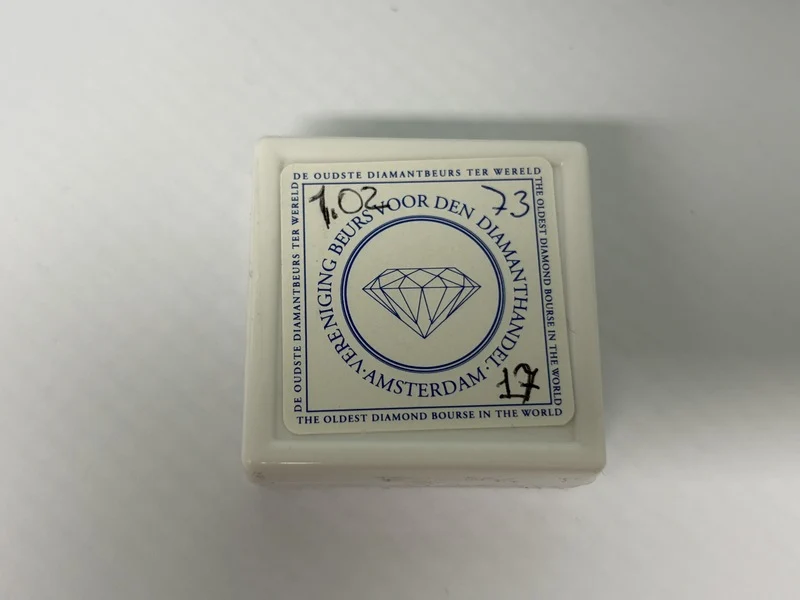 DE OUDSTE DIAMANTBEURS TER WERELD
THE OLDEST DIAMOND BOURSE IN THE WORLD
DE OUDSTE DIAMANTBEURS TER WERELD
1.02
73
VERENIGING BEURS VOOR DEN DIAMANTHANDEL
·AMSTERDAM·
17
THE OLDEST DIAMOND BOURSE IN THE WORLD